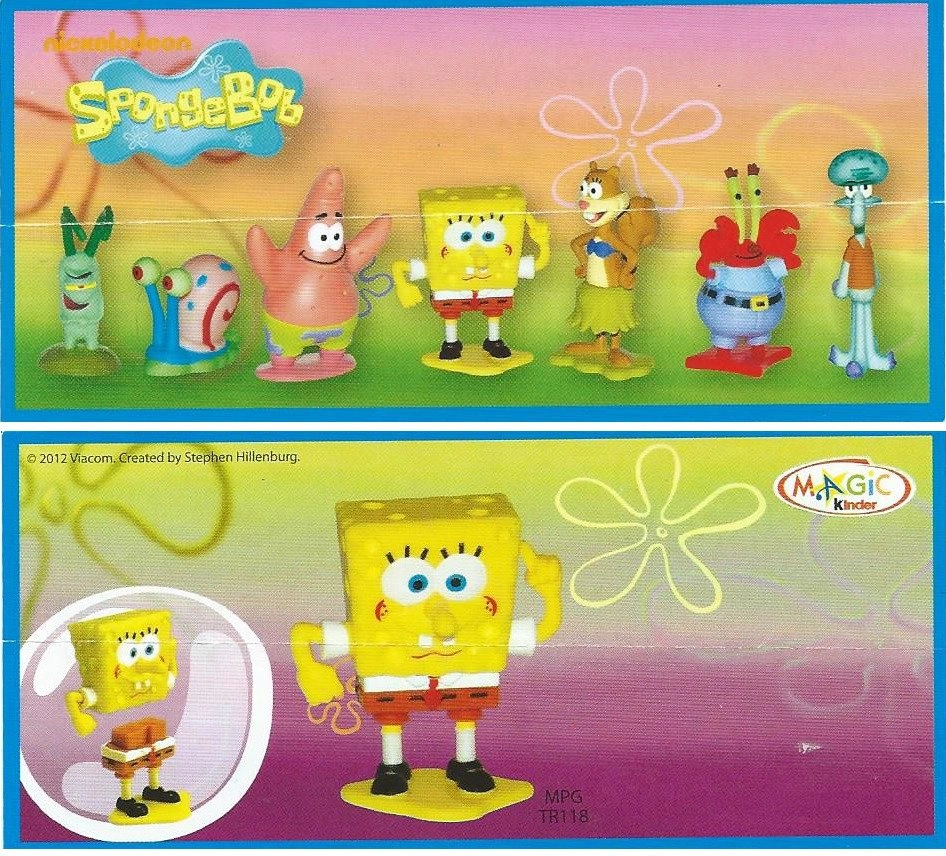 nickelodeon
SpongeBob
© 2012 Viacom. Created by Stephen Hillenburg.
MAGiC
Kinder
MPG
TR118